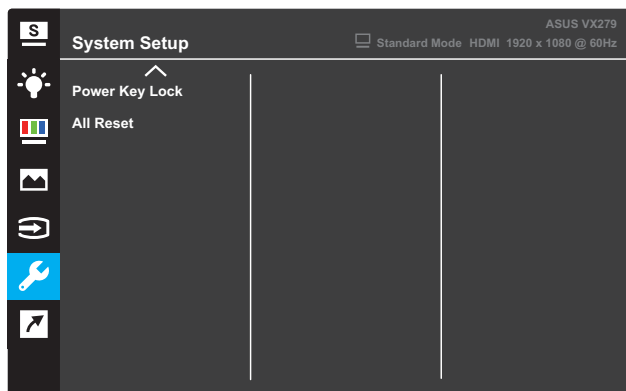 S
ASUS VX279
System Setup
Standard Mode HDMI 1920 x 1080 @ 60Hz
Power Key Lock
All Reset